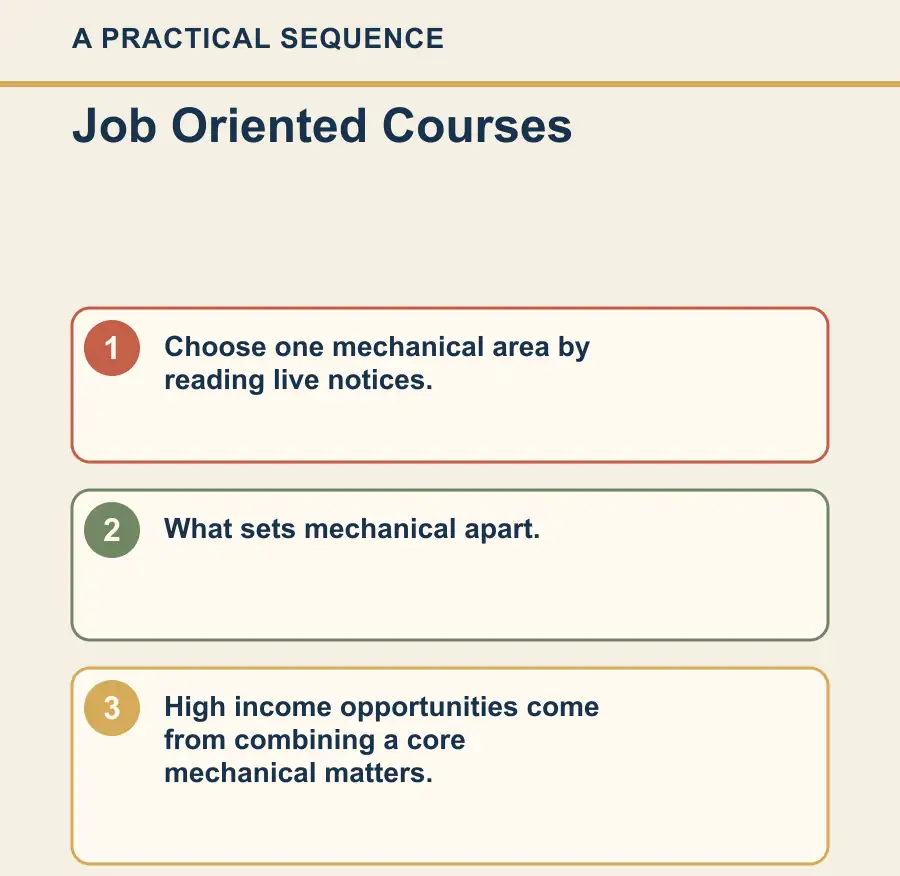 A PRACTICAL SEQUENCE
Job Oriented Courses
1
Choose one mechanical area by
reading live notices.
2
What sets mechanical apart.
3
High income opportunities come
from combining a core
mechanical matters.